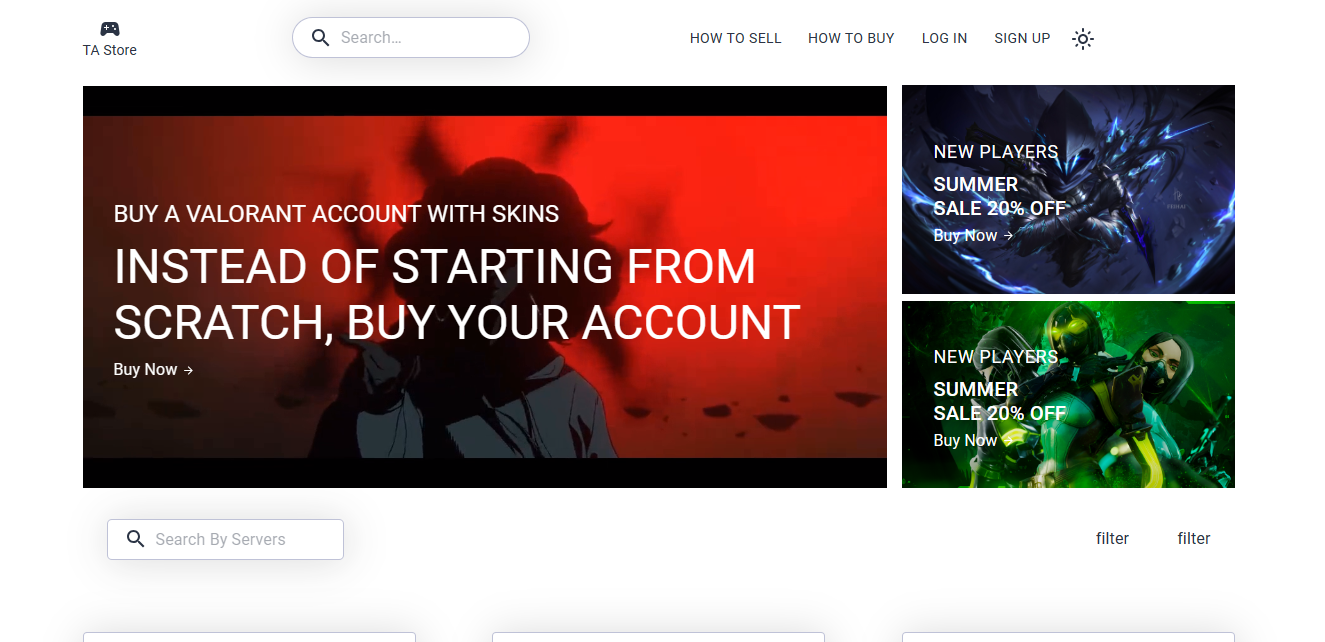 TA Store
Search…
HOW TO SELL
HOW TO BUY
LOG IN
SIGN UP
BUY A VALORANT ACCOUNT WITH SKINS
INSTEAD OF STARTING FROM
SCRATCH, BUY YOUR ACCOUNT
Buy Now →
NEW PLAYERS
SUMMER
SALE 20% OFF
Buy Now →
NEW PLAYERS
SUMMER
SALE 20% OFF
Buy Now →
Search By Servers
filter
filter